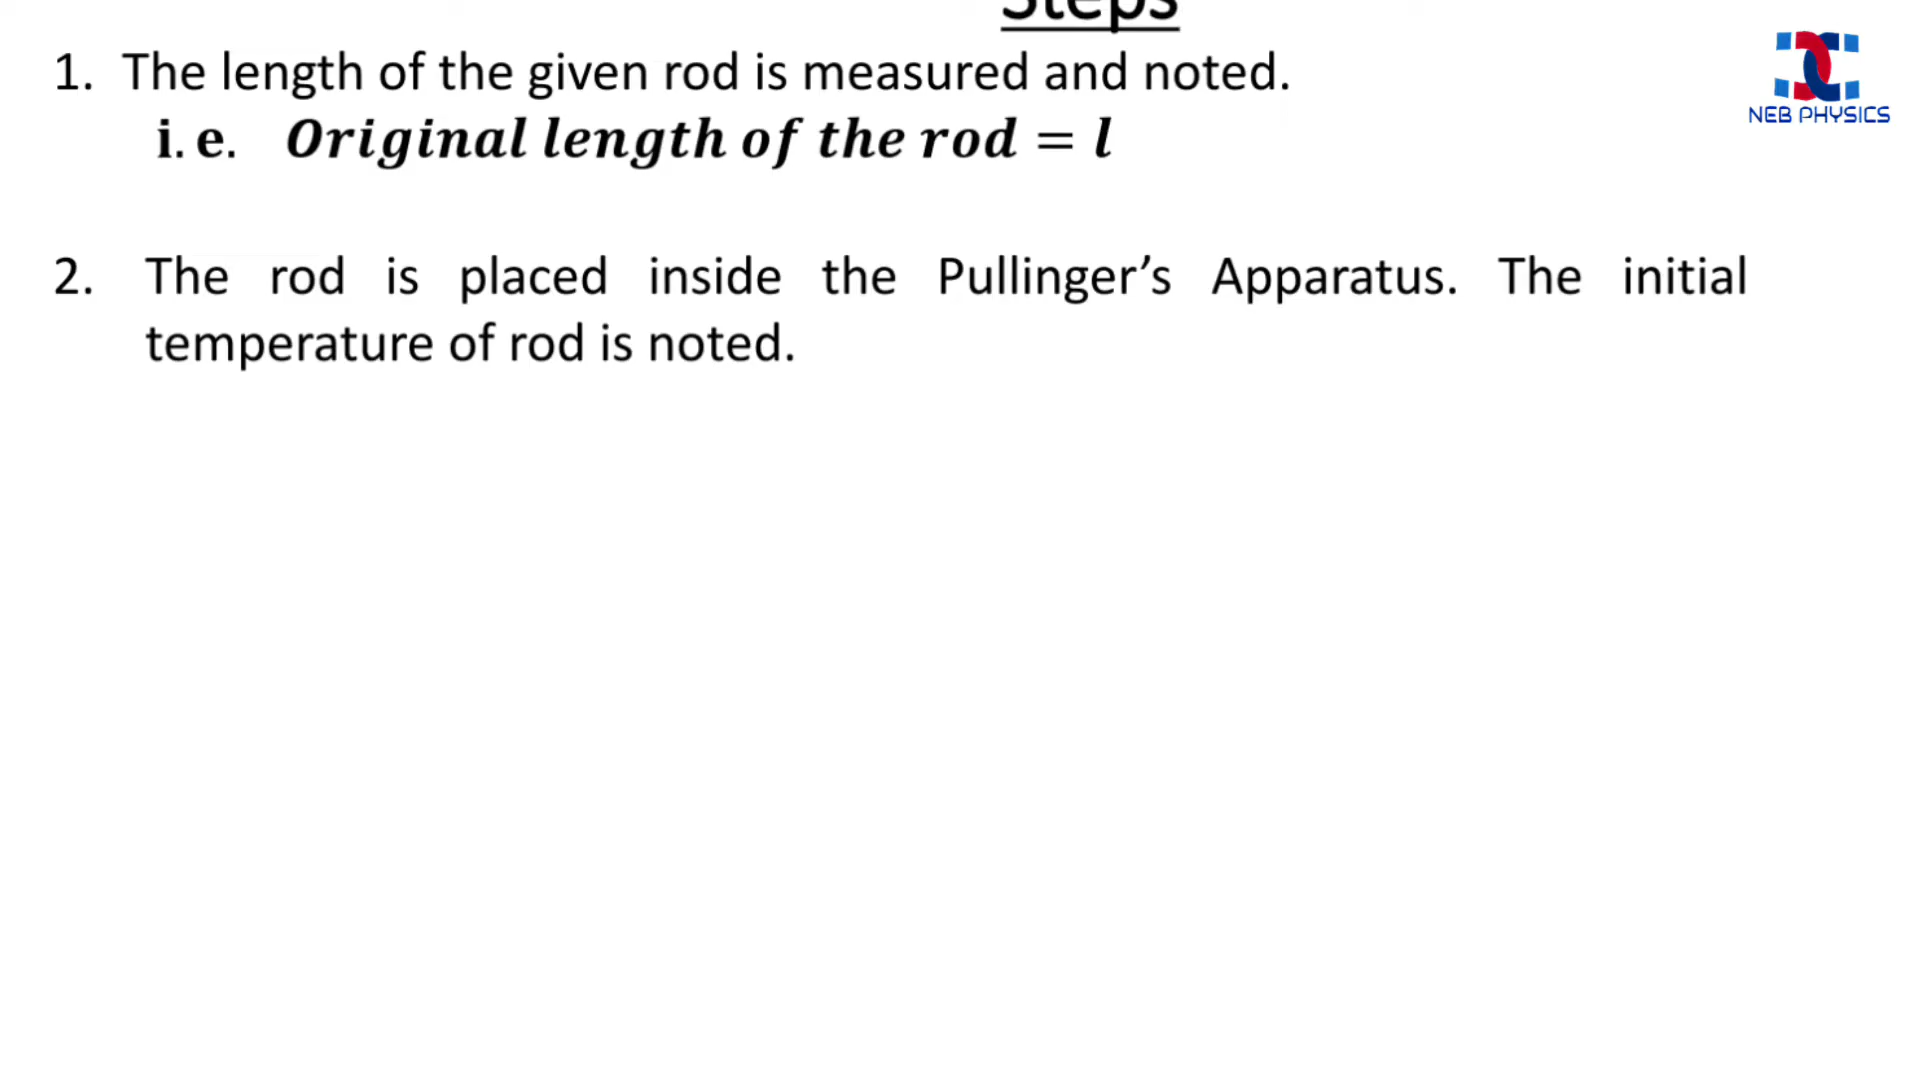 Steps
1. The length of the given rod is measured and noted.
i. e. Original length of the rod = l
NEB PHYSICS
2. The rod is placed inside the Pullinger’s Apparatus. The initial
temperature of rod is noted.